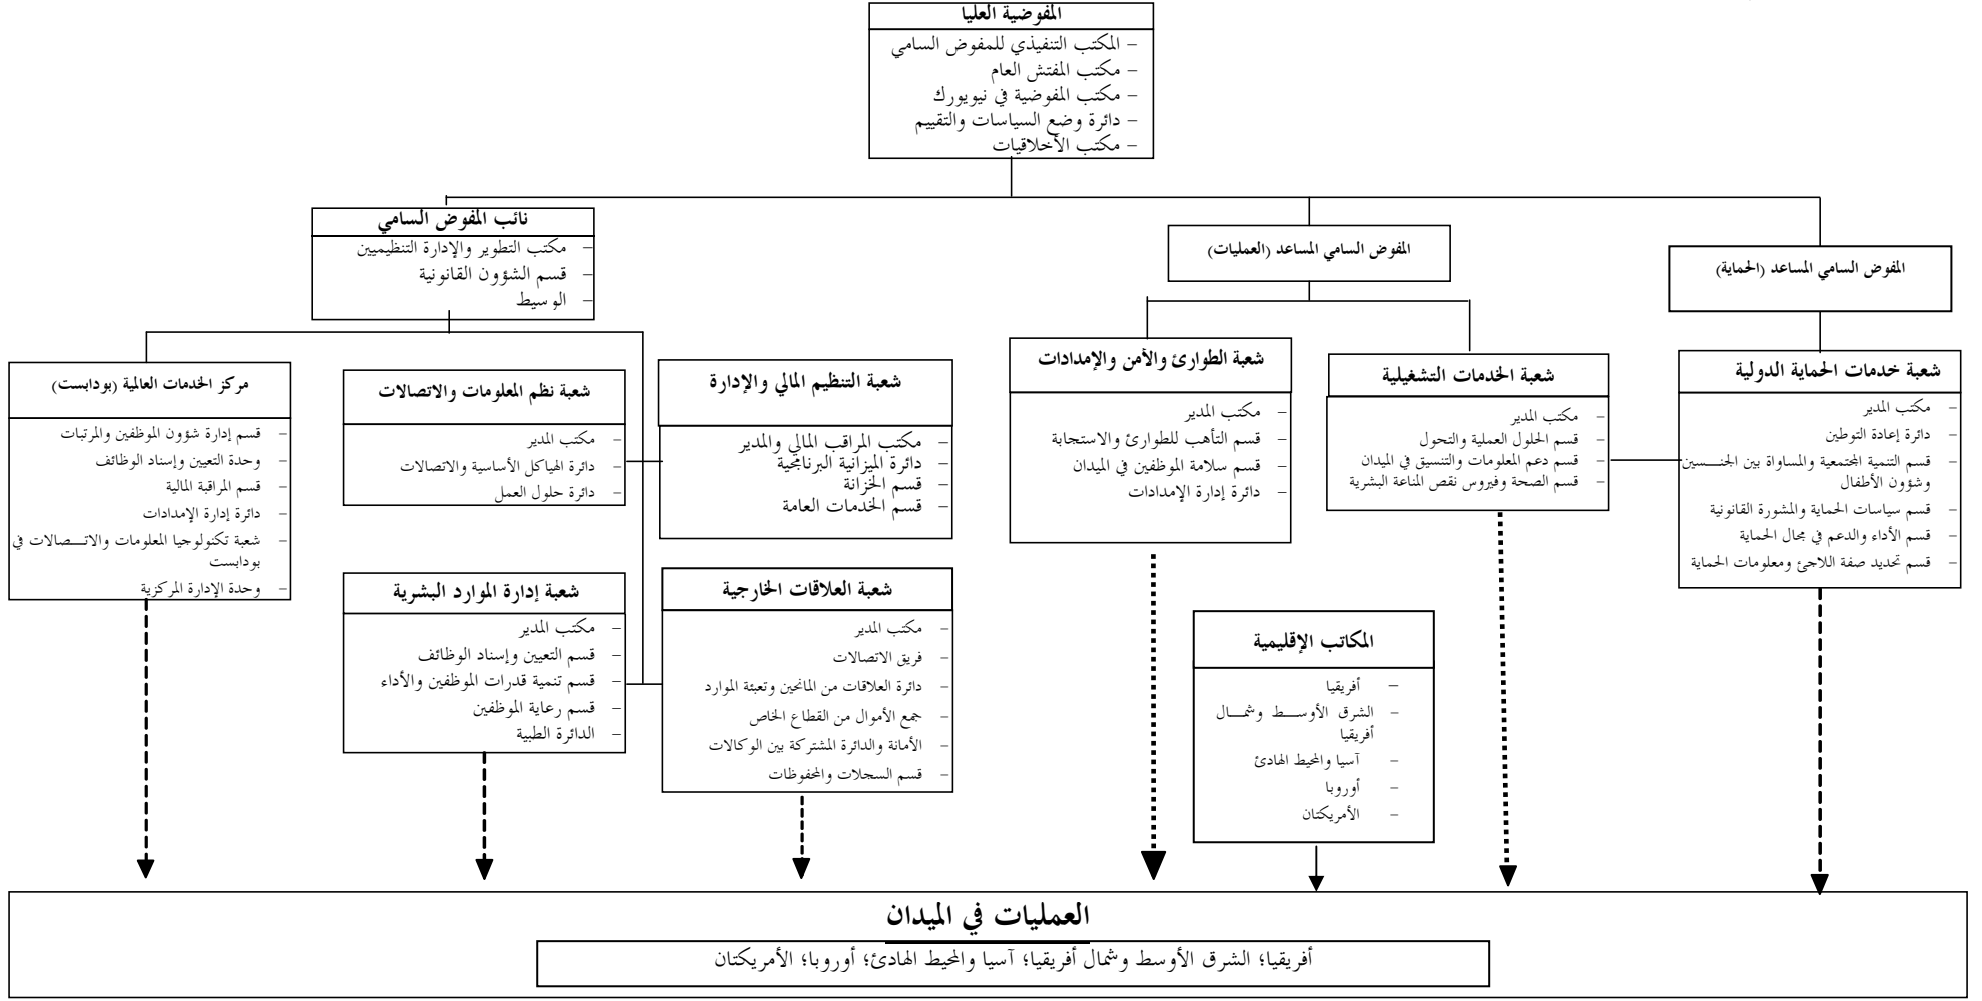 المفوضية العليا
– المكتب التنفيذي للمفوض السامي
– مكتب المفتش العام
– مكتب المفوضية في نيويورك
– دائرة وضع السياسات والتقييم
– مكتب الأخلاقيات
المفوض السامي المساعد (الحماية)
المفوض السامي المساعد (العمليات)
نائب المفوض السامي
– مكتب التطوير والإدارة التنظيميين
– قسم الشؤون القانونية
– الوسيط
شعبة خدمات الحماية الدولية
– مكتب المدير
– دائرة إعادة التوطين
– قسم التنمية المجتمعية والمساواة بين الجنسين
وشؤون الأطفال
– قسم سياسات الحماية والمشورة القانونية
– قسم الأداء والدعم في مجال الحماية
– قسم تحديد صفة اللاجئ ومعلومات الحماية
شعبة الخدمات التشغيلية
– مكتب المدير
– قسم الحلول العملية والتحول
– قسم دعم المعلومات والتنسيق في الميدان
– قسم الصحة وفيروس نقص المناعة البشرية
شعبة الطوارئ والأمن والإمدادات
– مكتب المدير
– قسم التأهب للطوارئ والاستجابة
– قسم سلامة الموظفين في الميدان
– دائرة إدارة الإمدادات
شعبة التنظيم المالي والإدارة
– مكتب المراقب المالي والمدير
– دائرة الميزانية البرنامجية
– قسم الخزانة
– قسم الخدمات العامة
شعبة نظم المعلومات والاتصالات
– مكتب المدير
– دائرة الهياكل الأساسية والاتصالات
– دائرة حلول العمل
مركز الخدمات العالمية (بودابست)
– قسم إدارة شؤون الموظفين والمرتبات
– وحدة التعيين وإسناد الوظائف
– قسم المراقبة المالية
– دائرة إدارة الإمدادات
– شعبة تكنولوجيا المعلومات والاتصالات في
بودابست
– وحدة الإدارة المركزية
المكاتب الإقليمية
– أفريقيا
– الشرق الأوسط وشمال
أفريقيا
– آسيا والمحيط الهادئ
– أوروبا
– الأمريكتان
شعبة العلاقات الخارجية
– مكتب المدير
– فريق الاتصالات
– دائرة العلاقات من المانحين وتعبئة الموارد
– جمع الأموال من القطاع الخاص
– الأمانة والدائرة المشتركة بين الوكالات
– قسم السجلات والمحفوظات
شعبة إدارة الموارد البشرية
– مكتب المدير
– قسم التعيين وإسناد الوظائف
– قسم تنمية قدرات الموظفين والأداء
– قسم رعاية الموظفين
– الدائرة الطبية
العمليات في الميدان
أفريقيا؛ الشرق الأوسط وشمال أفريقيا؛ آسيا والمحيط الهادئ؛ أوروبا؛ الأمريكتان